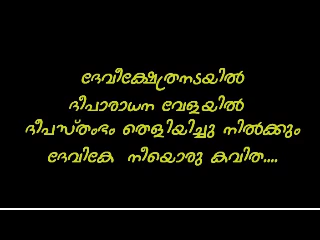 ദേവീക്ഷേത്രനടയിൽ
ദീപാരാധന വേളയിൽ
ദീപസ്തംഭം തെളിയിച്ചു നിൽക്കും
ദേവികേ നീയൊരു കവിത....